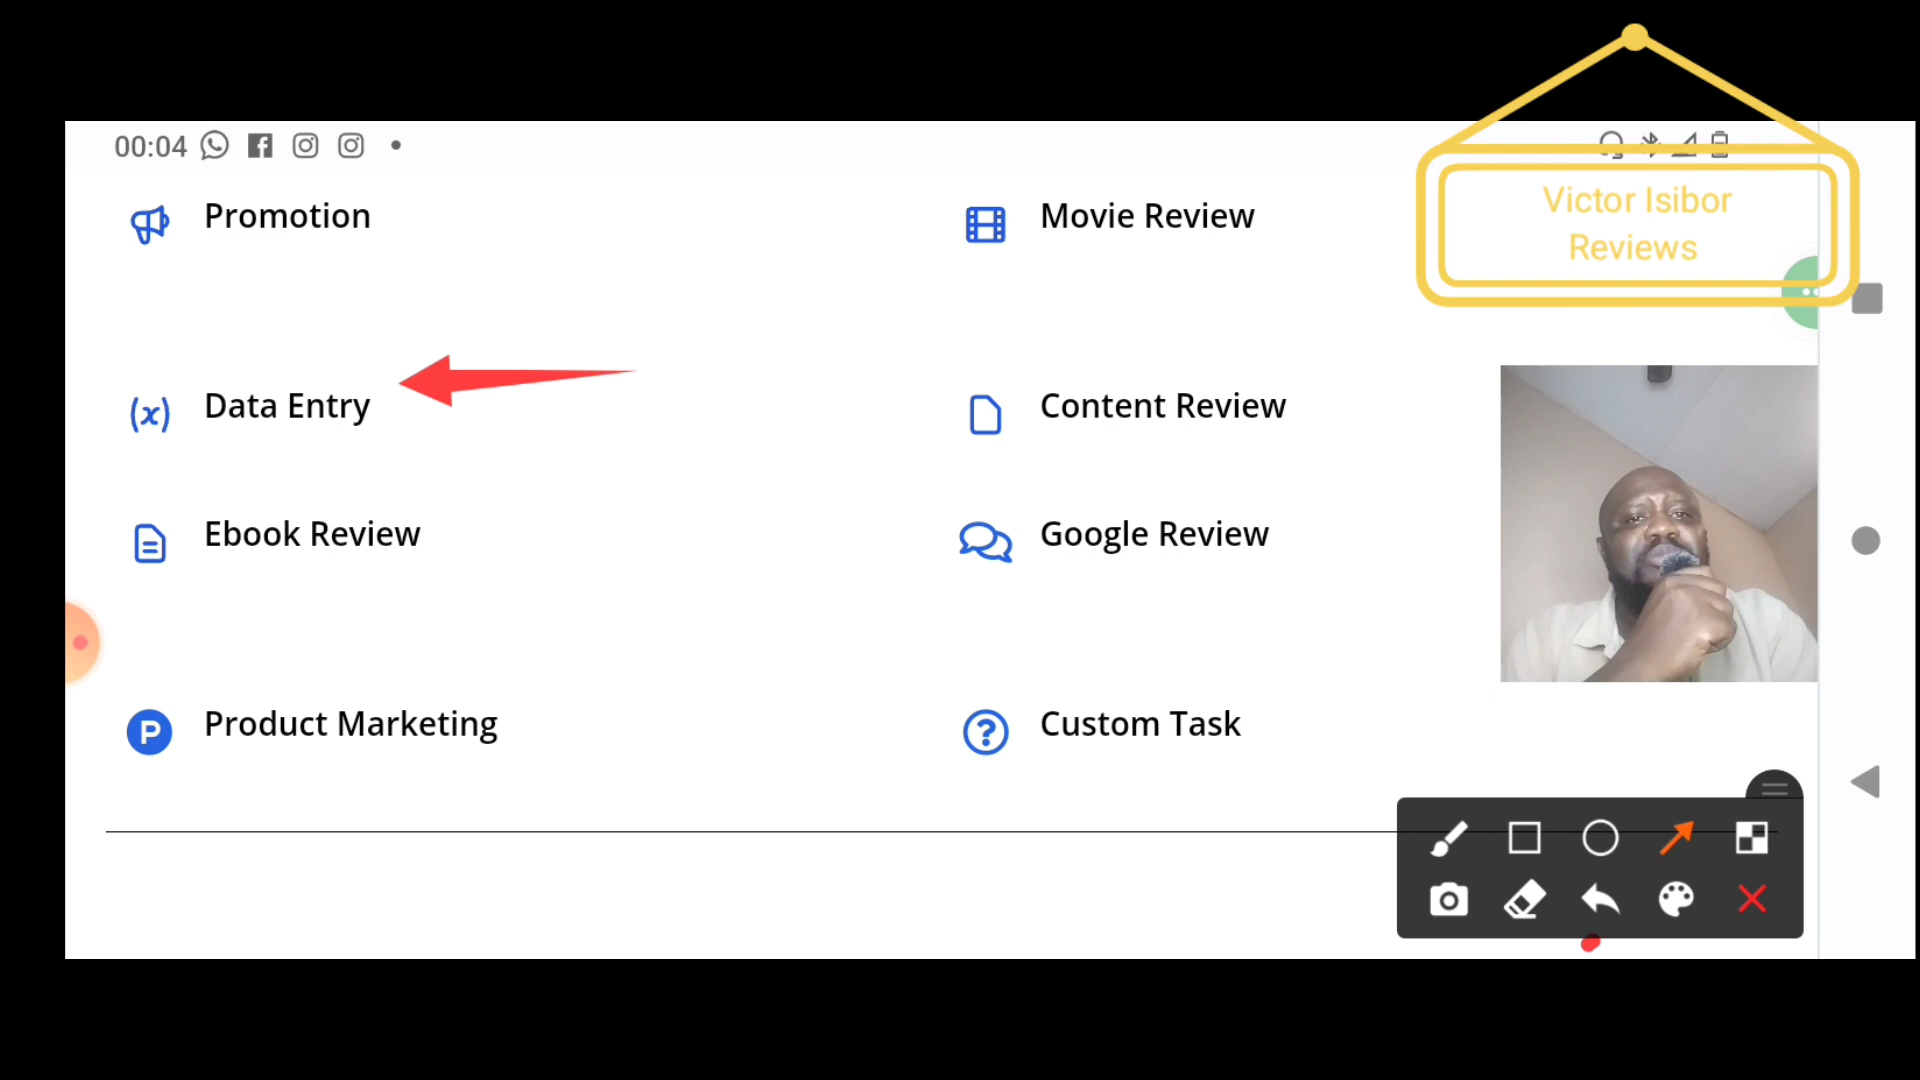 00:04
Victor Isibor
Reviews
Promotion
Movie Review
Data Entry
Content Review
Ebook Review
Google Review
P Product Marketing
? Custom Task